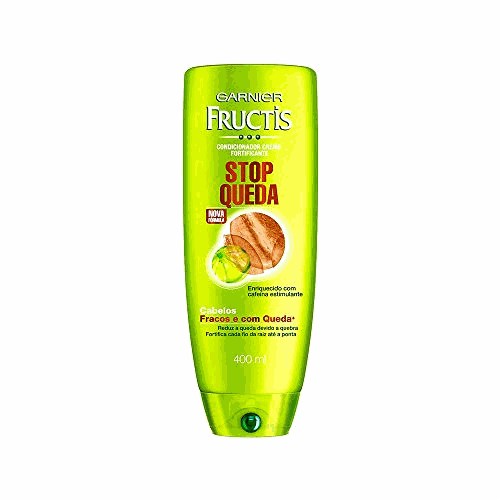 GARNIER
FRUCTIS
CONDICIONADOR CREME
FORTIFICANTE
STOP
QUEDA
NOVA
FÓRMULA
Enriquecido com
cafeína estimulante
Cabelos
Fracos e com Queda*
Reduz a queda devido a quebra
Fortifica cada fio da raiz até a ponta
400 ml